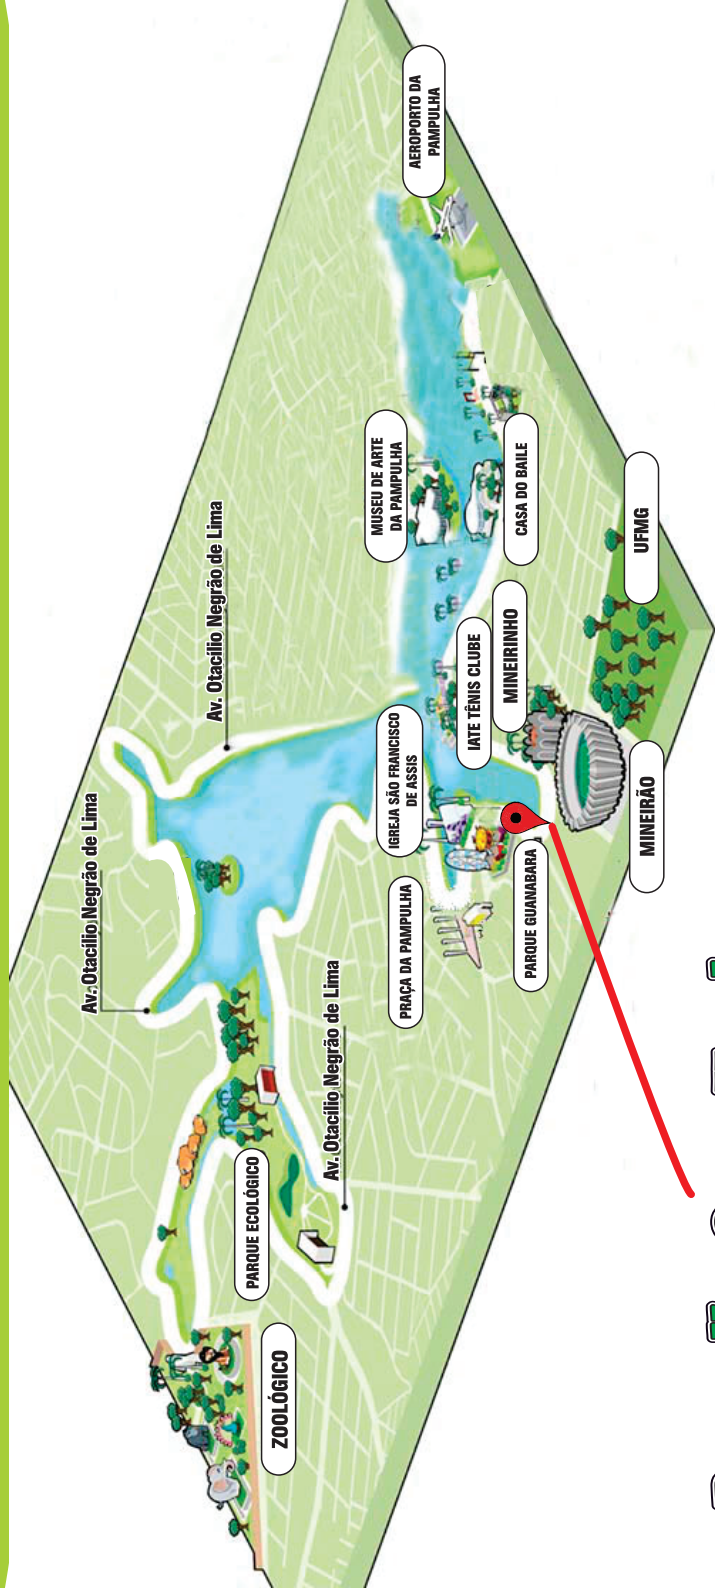 ZOOLÓGICO
PARQUE ECOLÓGICO
Av. Otacílio Negrão de Lima
Av. Otacílio Negrão de Lima
Av. Otacílio Negrão de Lima
PRAÇA DA PAMPULHA
IGREJA SÃO FRANCISCO
DE ASSIS
PARQUE GUANABARA
MINEIRÃO
IATE TÊNIS CLUBE
MINEIRINHO
UFMG
MUSEU DE ARTE
DA PAMPULHA
CASA DO BAILE
AEROPORTO DA
PAMPULHA